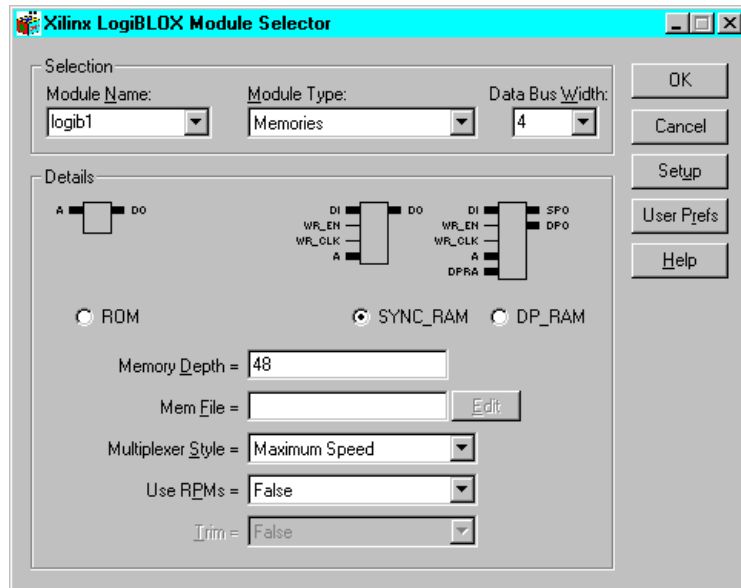 Xilinx LogiBLOX Module Selector
Selection
Module Name: Module Type: Data Bus Width:
logib1 Memories 4
OK
Cancel
Setup
User Prefs
Help
Details
A DO
DI DO
WR_EN
WR_CLK
A
DI SPO
WR_EN DPO
WR_CLK
A
DPRA
ROM SYNC_RAM DP_RAM
Memory Depth = 48
Mem File = Edit
Multiplexer Style = Maximum Speed
Use RPMs = False
Trim = False